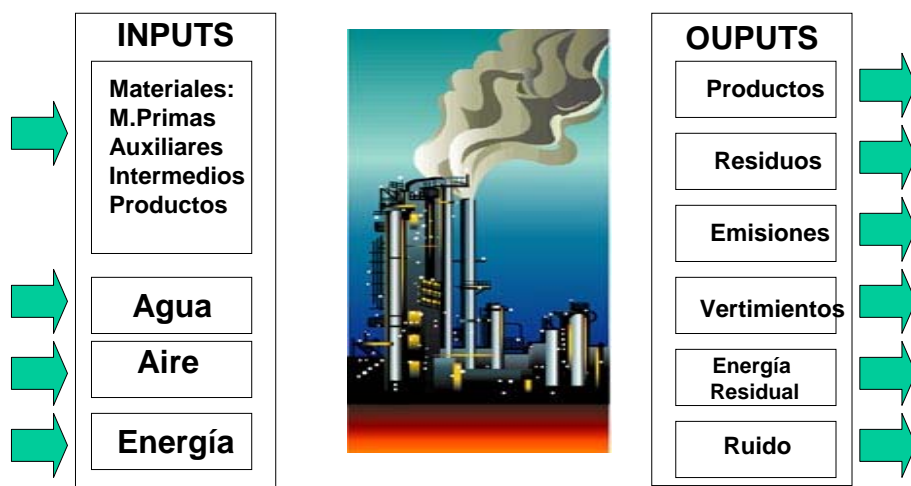 INPUTS
Materiales:
M.Primas
Auxiliares
Intermedios
Productos
Agua
Aire
Energía
OUPUTS
Productos
Residuos
Emisiones
Vertimientos
Energía
Residual
Ruido